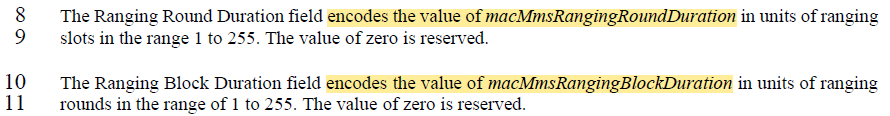 8 The Ranging Round Duration field encodes the value of macMmsRangingRoundDuration in units of ranging
9 slots in the range 1 to 255. The value of zero is reserved.
10 The Ranging Block Duration field encodes the value of macMmsRangingBlockDuration in units of ranging
11 rounds in the range of 1 to 255. The value of zero is reserved.